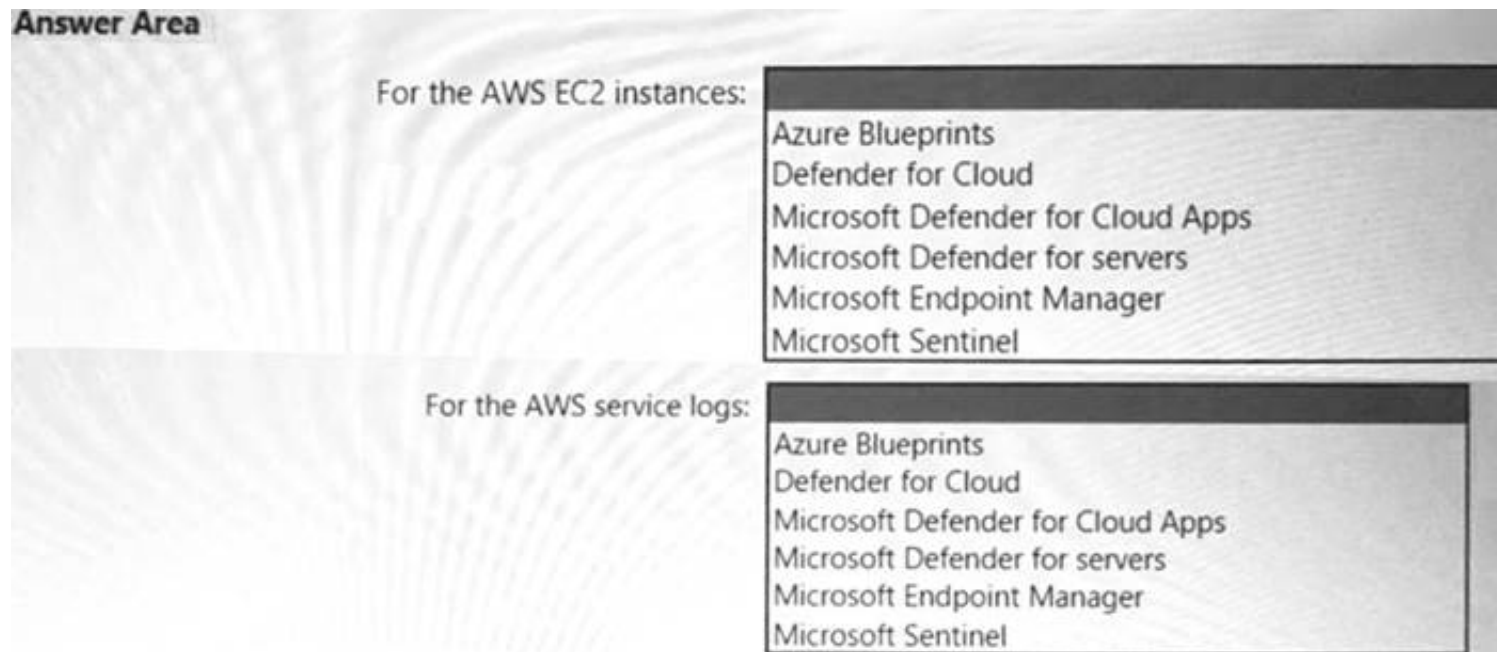 Answer Area
For the AWS EC2 instances:
Azure Blueprints
Defender for Cloud
Microsoft Defender for Cloud Apps
Microsoft Defender for servers
Microsoft Endpoint Manager
Microsoft Sentinel
For the AWS service logs:
Azure Blueprints
Defender for Cloud
Microsoft Defender for Cloud Apps
Microsoft Defender for servers
Microsoft Endpoint Manager
Microsoft Sentinel